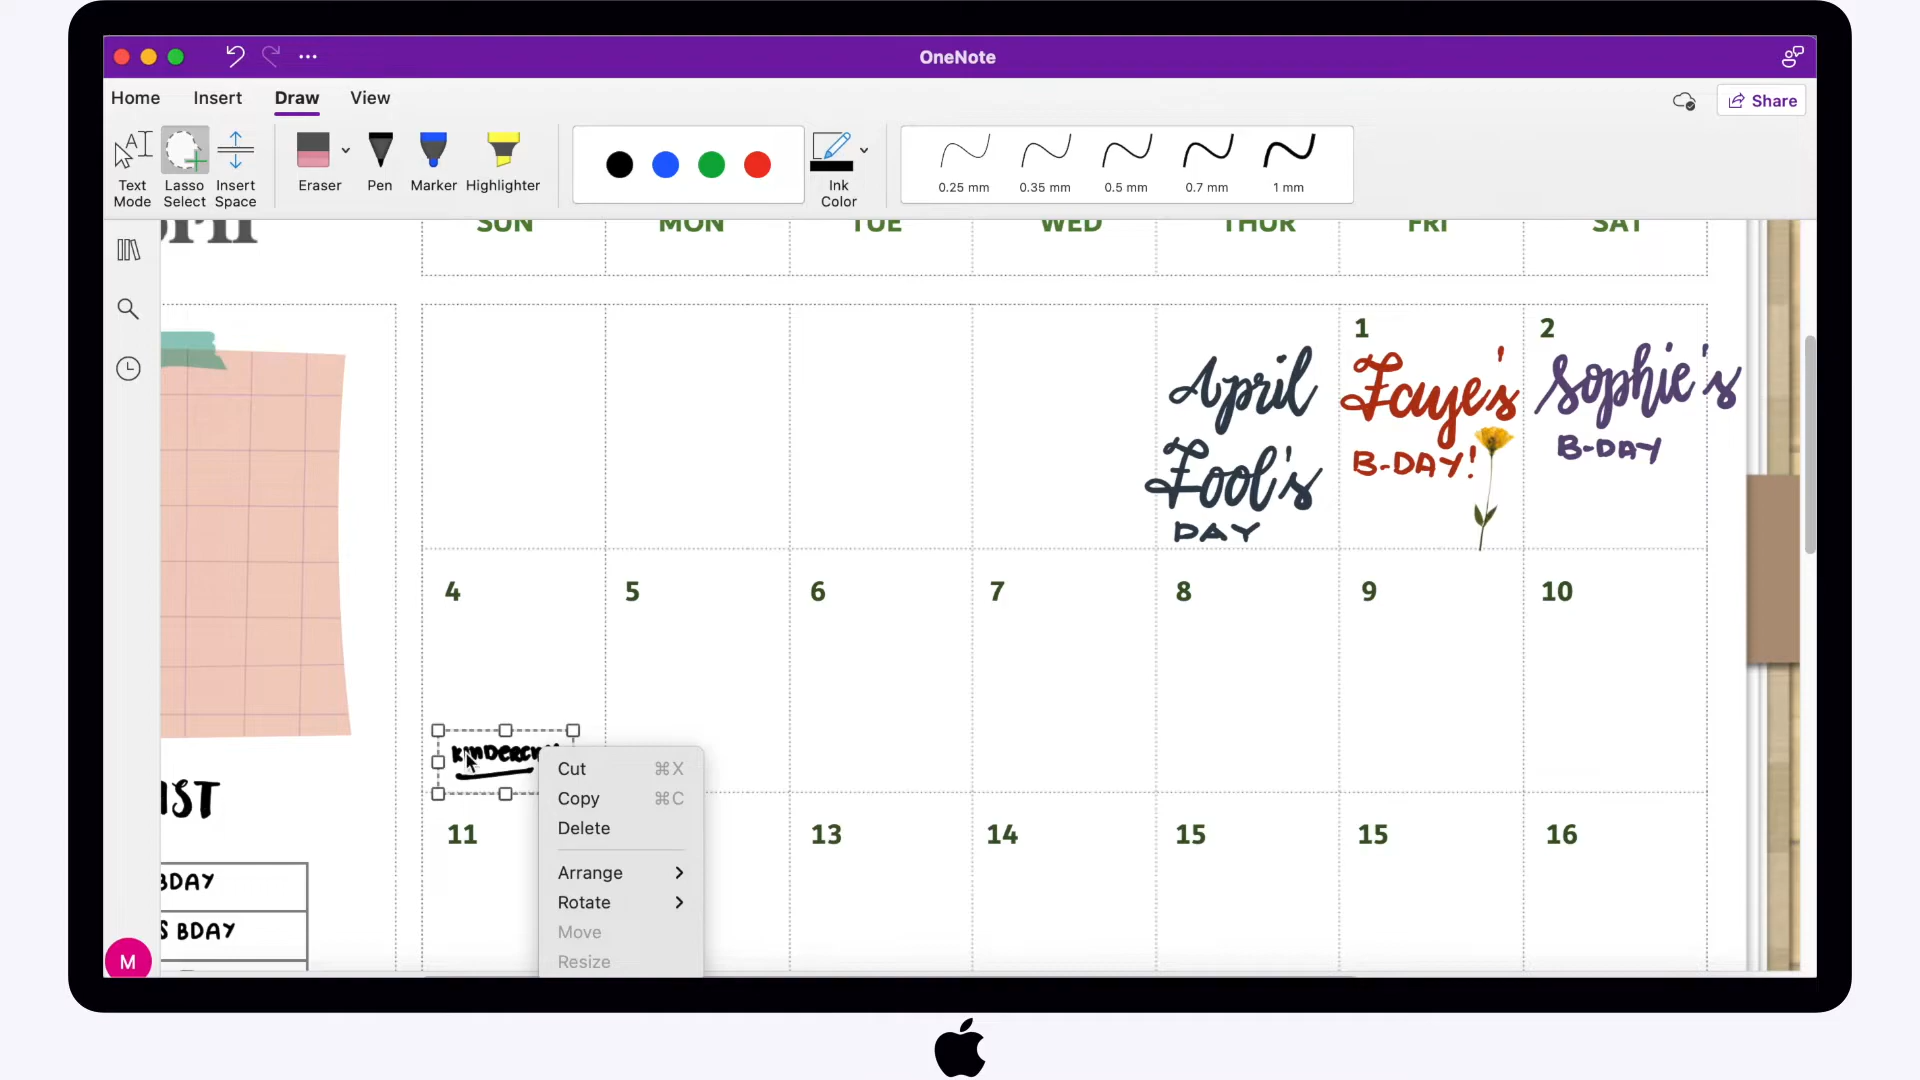 OneNote
Home Insert Draw View
Share
Text Mode
Lasso Select
Insert Space
Eraser
Pen
Marker
Highlighter
Ink Color
0.25 mm
0.35 mm
0.5 mm
0.7 mm
1 mm
SUN MON TUE WED THUR FRI SAT
1 2
April
Fool's
DAY
Faye's
B-DAY!
Sophie's
B-DAY
4 5 6 7 8 9 10
Cut ⌘X
Copy ⌘C
Delete
Arrange
Rotate
Move
Resize
11 13 14 15 15 16
BDAY
S BDAY
M